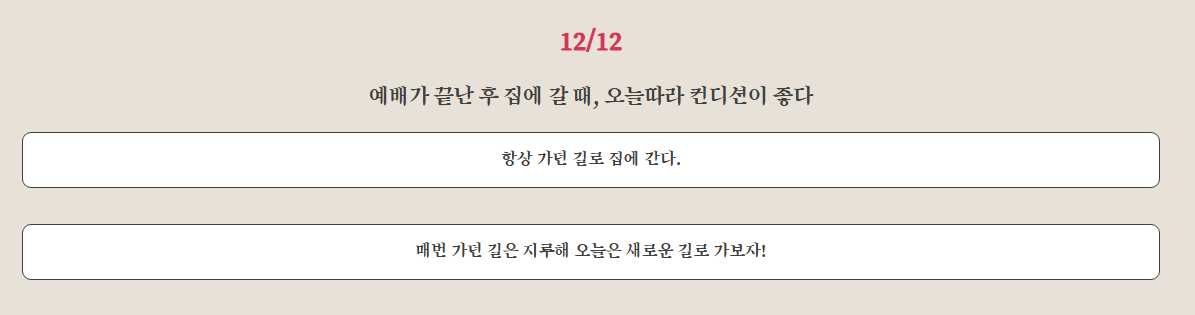 12/12
예배가 끝난 후 집에 갈 때, 오늘따라 컨디션이 좋다
항상 가던 길로 집에 간다.
매번 가던 길은 지루해 오늘은 새로운 길로 가보자!